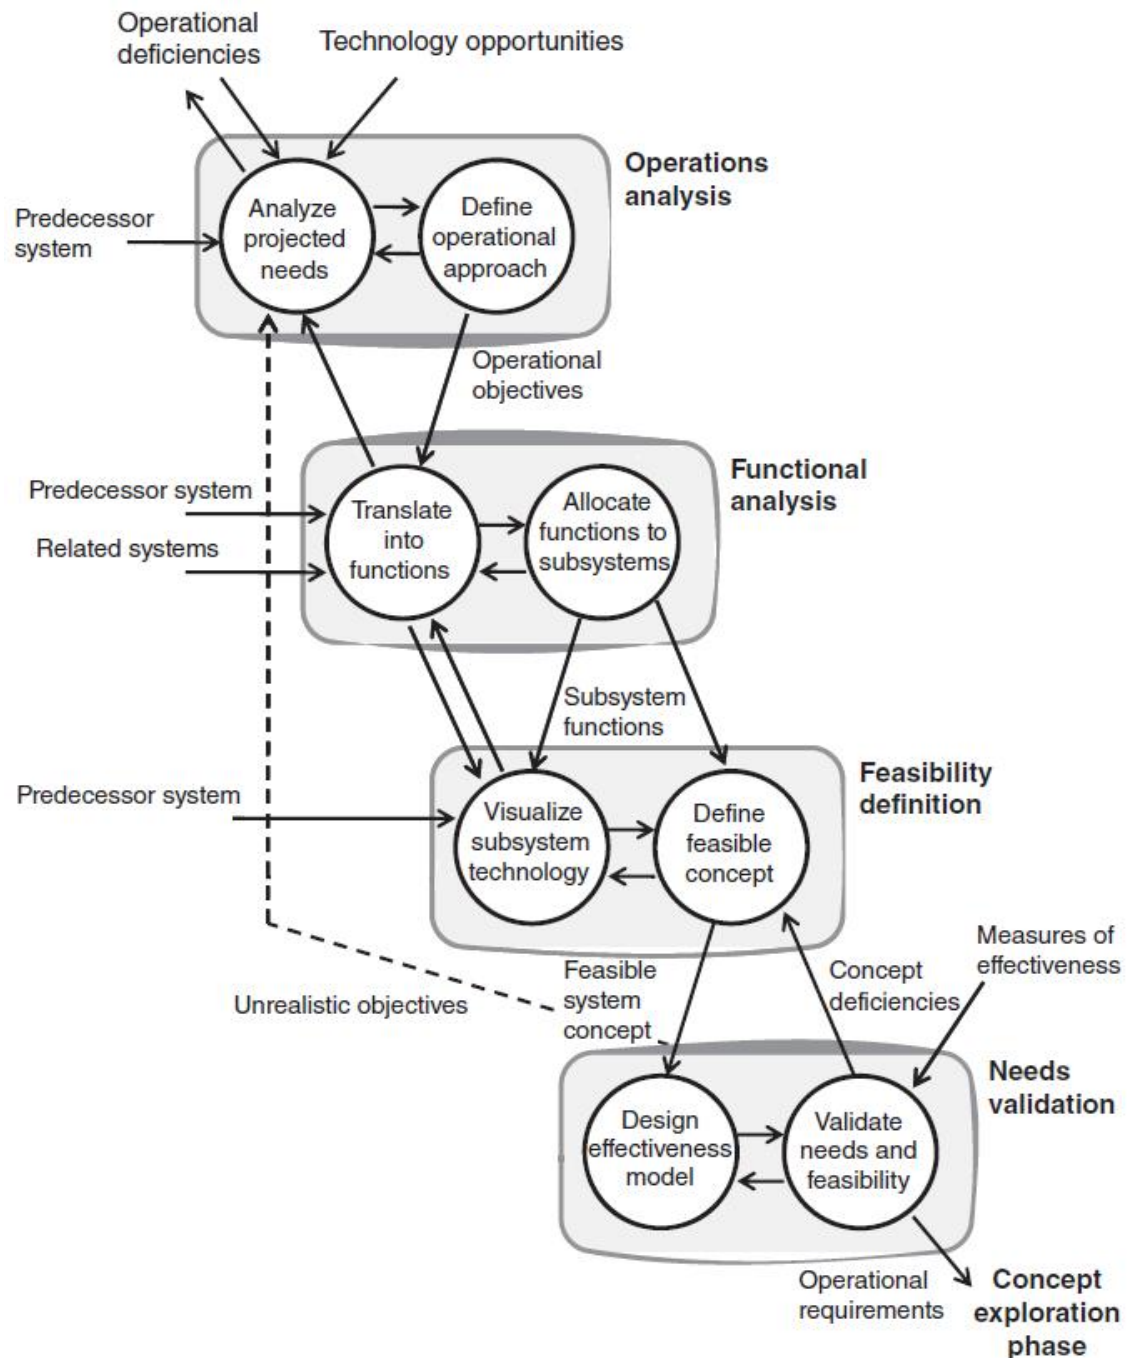 Operational
deficiencies
Technology opportunities
Operations
analysis
Predecessor
system
Analyze
projected
needs
Define
operational
approach
Operational
objectives
Functional
analysis
Predecessor system
Related systems
Translate
into
functions
Allocate
functions to
subsystems
Subsystem
functions
Feasibility
definition
Predecessor system
Visualize
subsystem
technology
Define
feasible
concept
Measures of
effectiveness
Unrealistic objectives
Feasible
system
concept
Concept
deficiencies
Needs
validation
Design
effectiveness
model
Validate
needs and
feasibility
Operational
requirements
Concept
exploration
phase